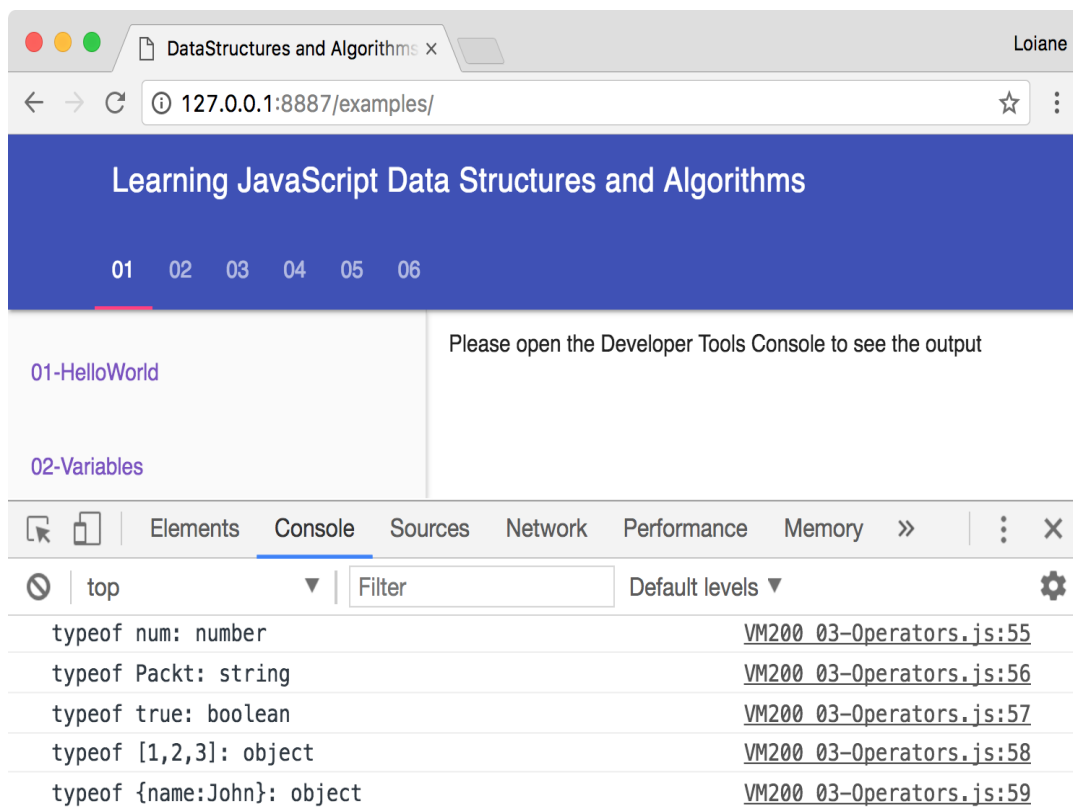 DataStructures and Algorithms ×
Loiane
127.0.0.1:8887/examples/
Learning JavaScript Data Structures and Algorithms
01 02 03 04 05 06
Please open the Developer Tools Console to see the output
01-HelloWorld
02-Variables
Elements Console Sources Network Performance Memory »
top ▼ Filter Default levels ▼
typeof num: number VM200 03-Operators.js:55
typeof Packt: string VM200 03-Operators.js:56
typeof true: boolean VM200 03-Operators.js:57
typeof [1,2,3]: object VM200 03-Operators.js:58
typeof {name:John}: object VM200 03-Operators.js:59